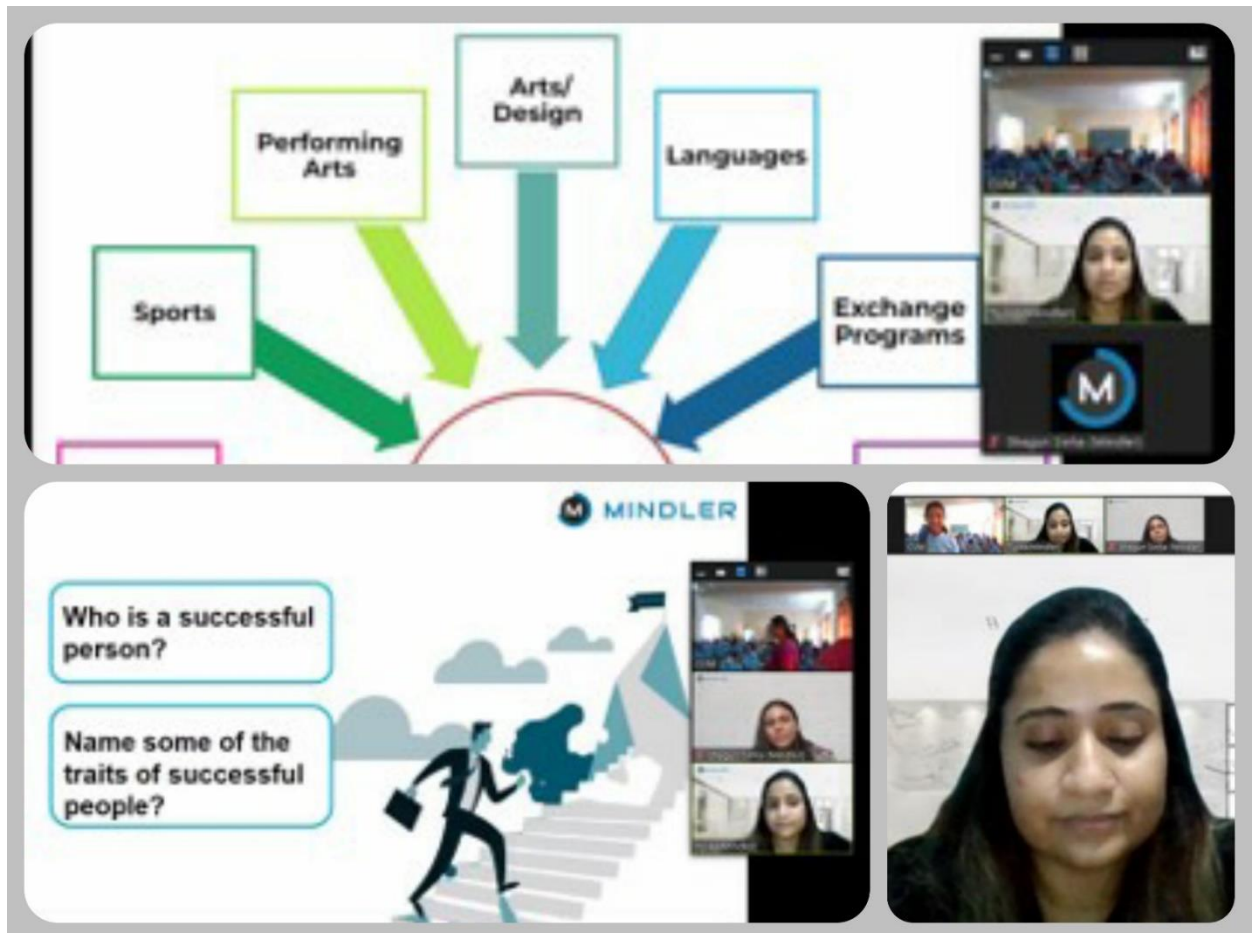 Arts/
Design
Performing
Arts
Languages
Sports
Exchange
Programs
M
M MINDLER
Who is a successful
person?
Name some of the
traits of successful
people?